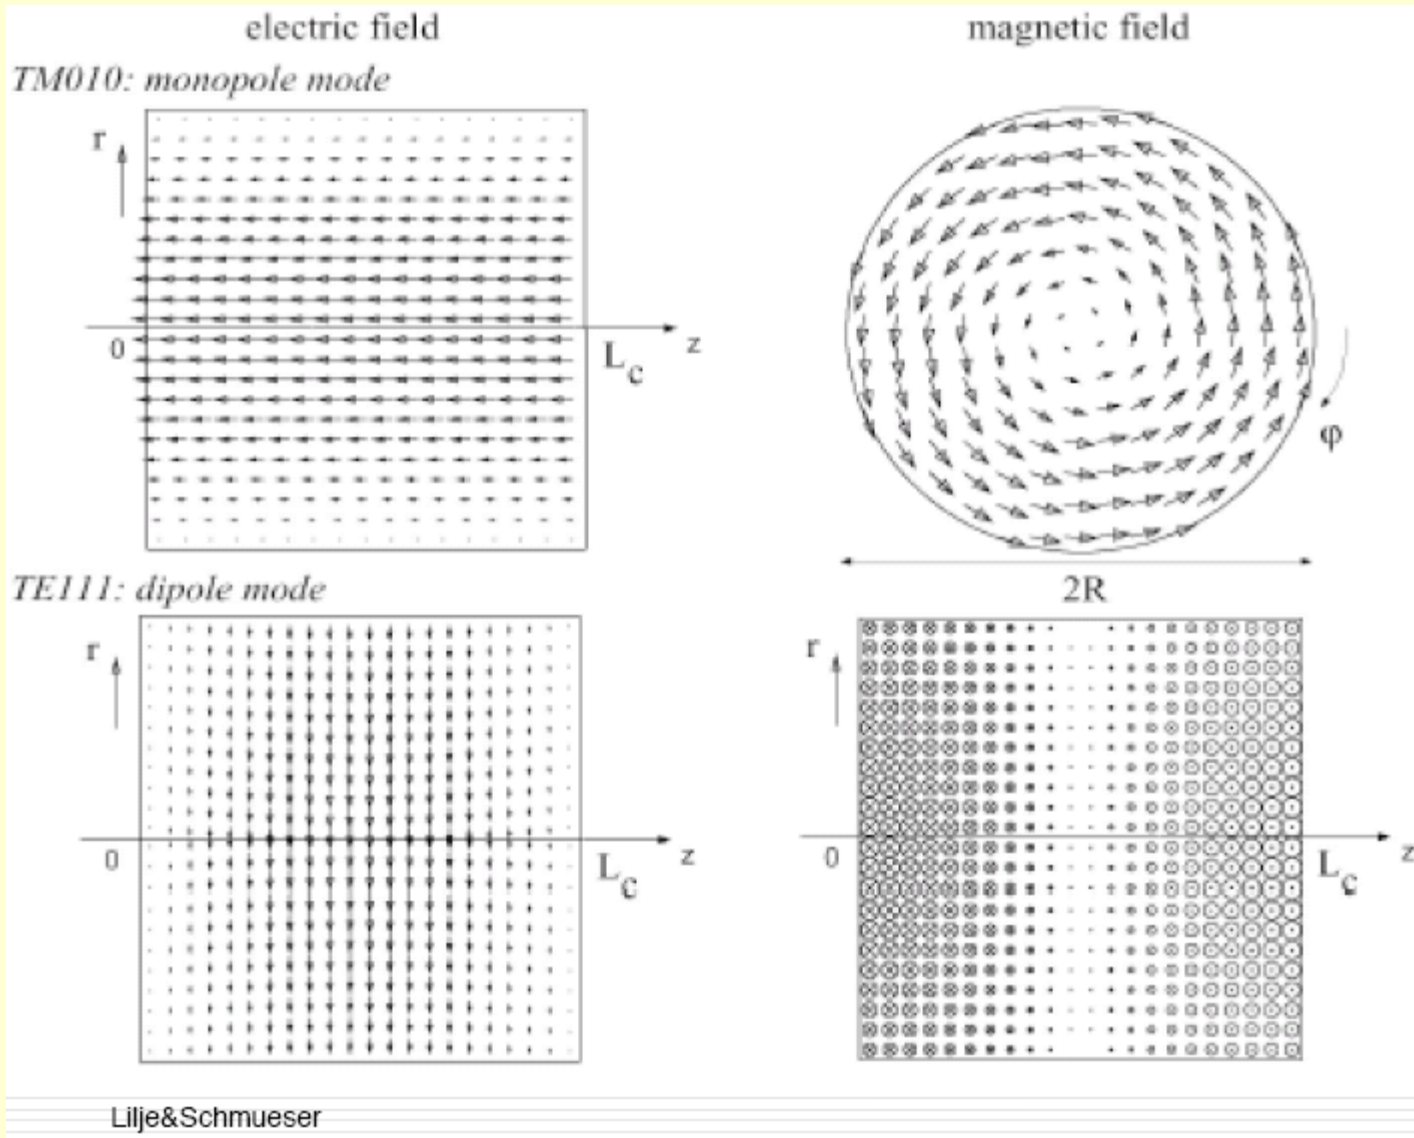 electric field
magnetic field
TM010: monopole mode
r
0
L c
z
φ
2R
TE111: dipole mode
r
0
L c
z
r
0
L c
z
Lilje&Schmueser